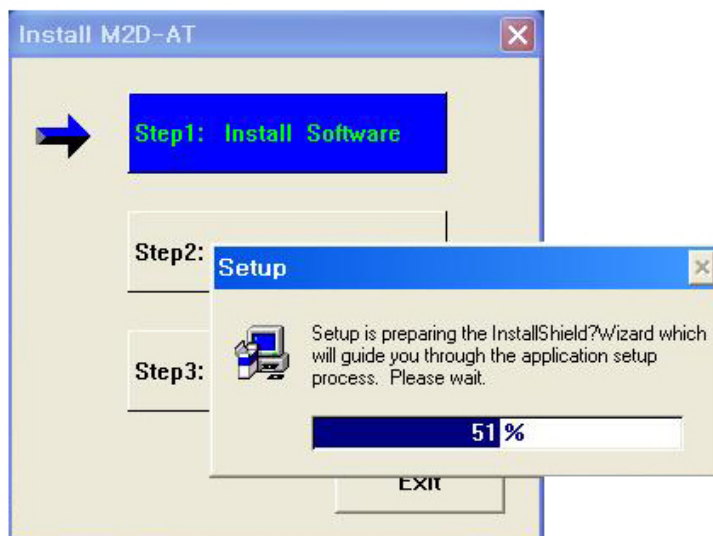 Install M2D-AT
Step1: Install Software
Step2:
Setup
Setup is preparing the InstallShield?Wizard which
will guide you through the application setup
process. Please wait.
Step3:
51 %
Exit